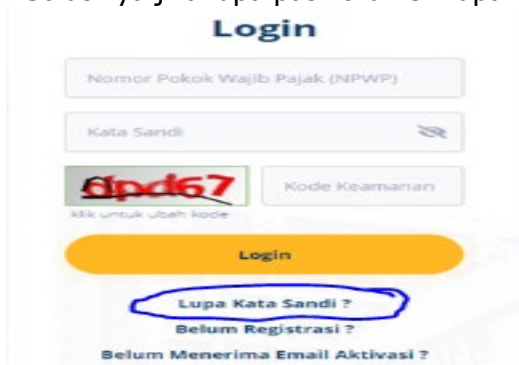 Login
Nomor Pokok Wajib Pajak (NPWP)
Kata Sandi
dpd67
Kode Keamanan
klik untuk ubah kode
Login
Lupa Kata Sandi ?
Belum Registrasi ?
Belum Menerima Email Aktivasi ?